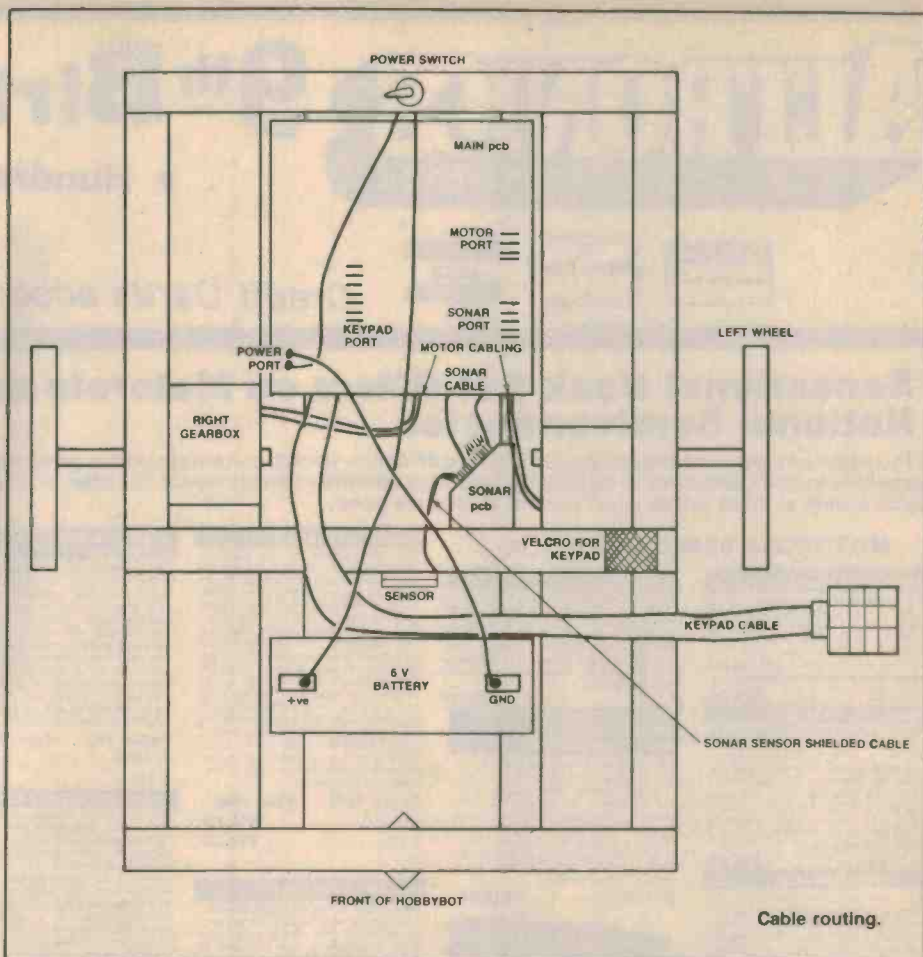 POWER SWITCH
MAIN pcb
MOTOR
PORT
SONAR
PORT
KEYPAD
PORT
MOTOR CABLING
LEFT WHEEL
POWER
PORT
SONAR
CABLE
RIGHT
GEARBOX
SONAR
pcb
VELCRO FOR
KEYPAD
SENSOR
KEYPAD CABLE
6 V
BATTERY
+ve
GND
SONAR SENSOR SHIELDED CABLE
FRONT OF HOBBYBOT
Cable routing.